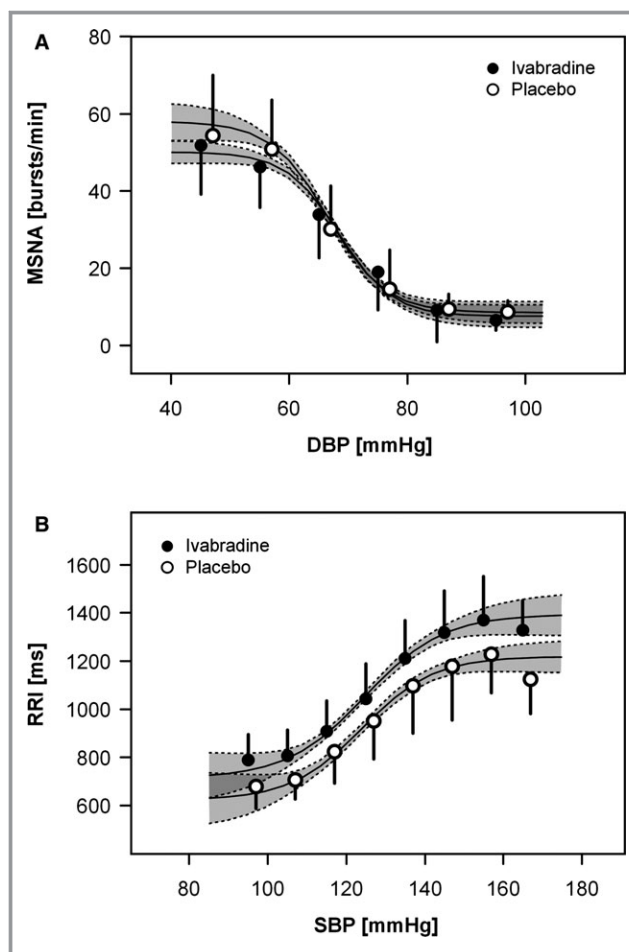 A
80
Ivabradine
Placebo
60
40
20
0
MSNA [bursts/min]
40 60 80 100
DBP [mmHg]
B
Ivabradine
Placebo
1600
1400
1200
1000
800
600
RRI [ms]
80 100 120 140 160 180
SBP [mmHg]